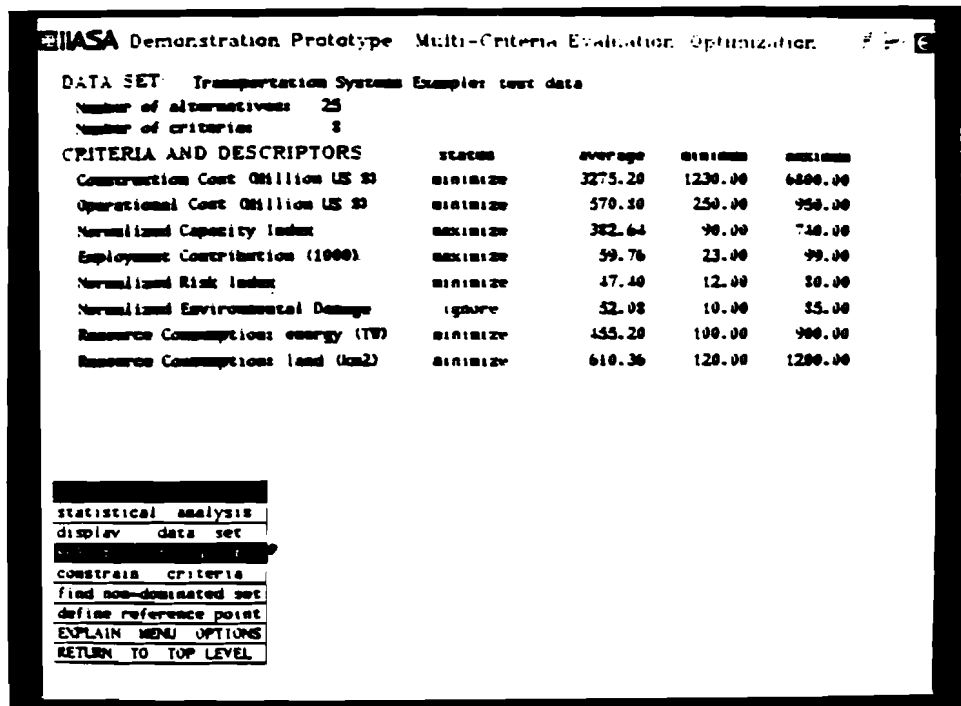 IIASA Demonstration Prototype Multi-Criteria Evaluation Optimization
DATA SET: Transportation Systems Example: test data
Number of alternatives: 25
Number of criteria 8
CRITERIA AND DESCRIPTORS status average minimum maximum
Construction Cost (Million US $) minimize 3275.20 1230.00 6800.00
Operational Cost (Million US $) minimize 570.80 250.00 950.00
Normalized Capacity Index maximize 382.64 90.00 740.00
Employment Contribution (1000) maximize 59.76 23.00 99.00
Normalized Risk Index minimize 47.40 12.00 80.00
Normalized Environmental Damage ignore 52.08 10.00 85.00
Resource Consumption: energy (TW) minimize 455.20 100.00 900.00
Resource Consumption: land (km2) minimize 610.36 120.00 1200.00
statistical analysis
display data set
constrain criteria
find non-dominated set
define reference point
EXPLAIN MENU OPTIONS
RETURN TO TOP LEVEL